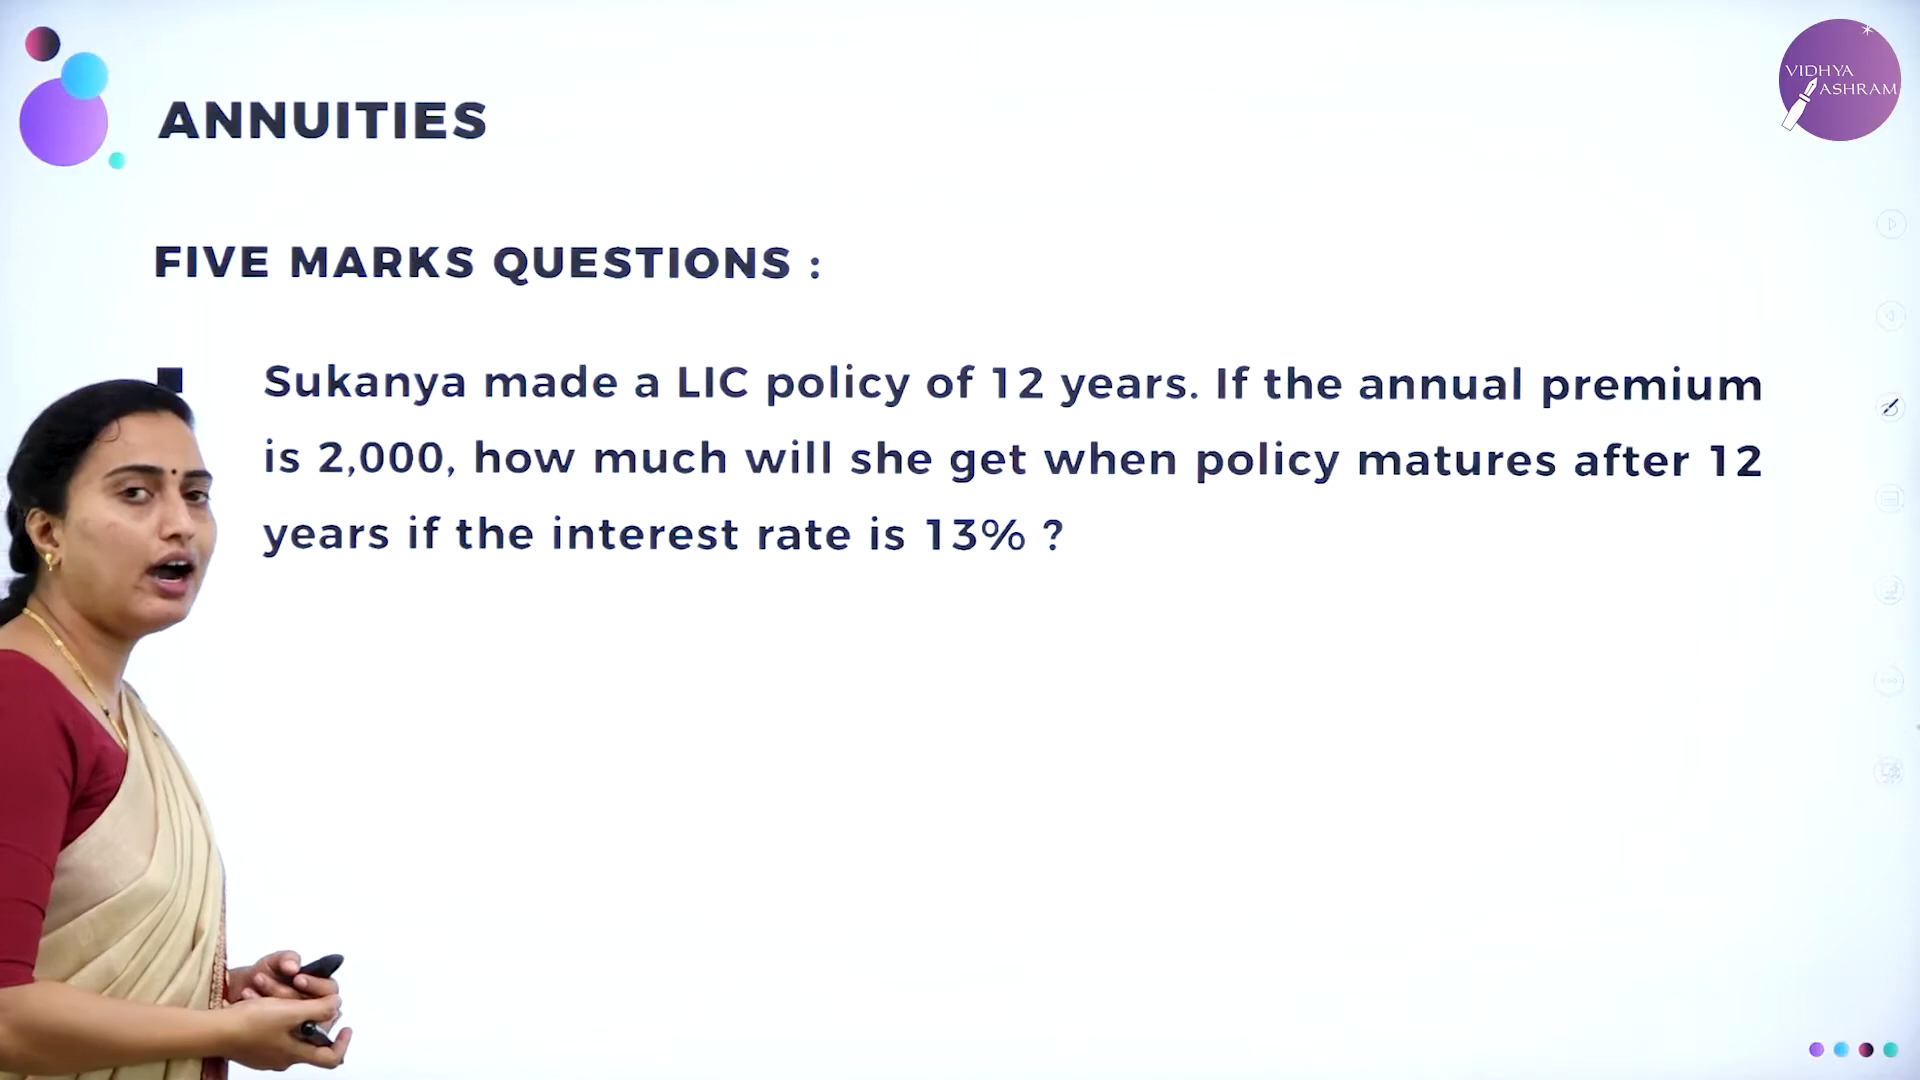 VIDHYA
ASHRAM
ANNUITIES
FIVE MARKS QUESTIONS :
Sukanya made a LIC policy of 12 years. If the annual premium
is 2,000, how much will she get when policy matures after 12
years if the interest rate is 13% ?